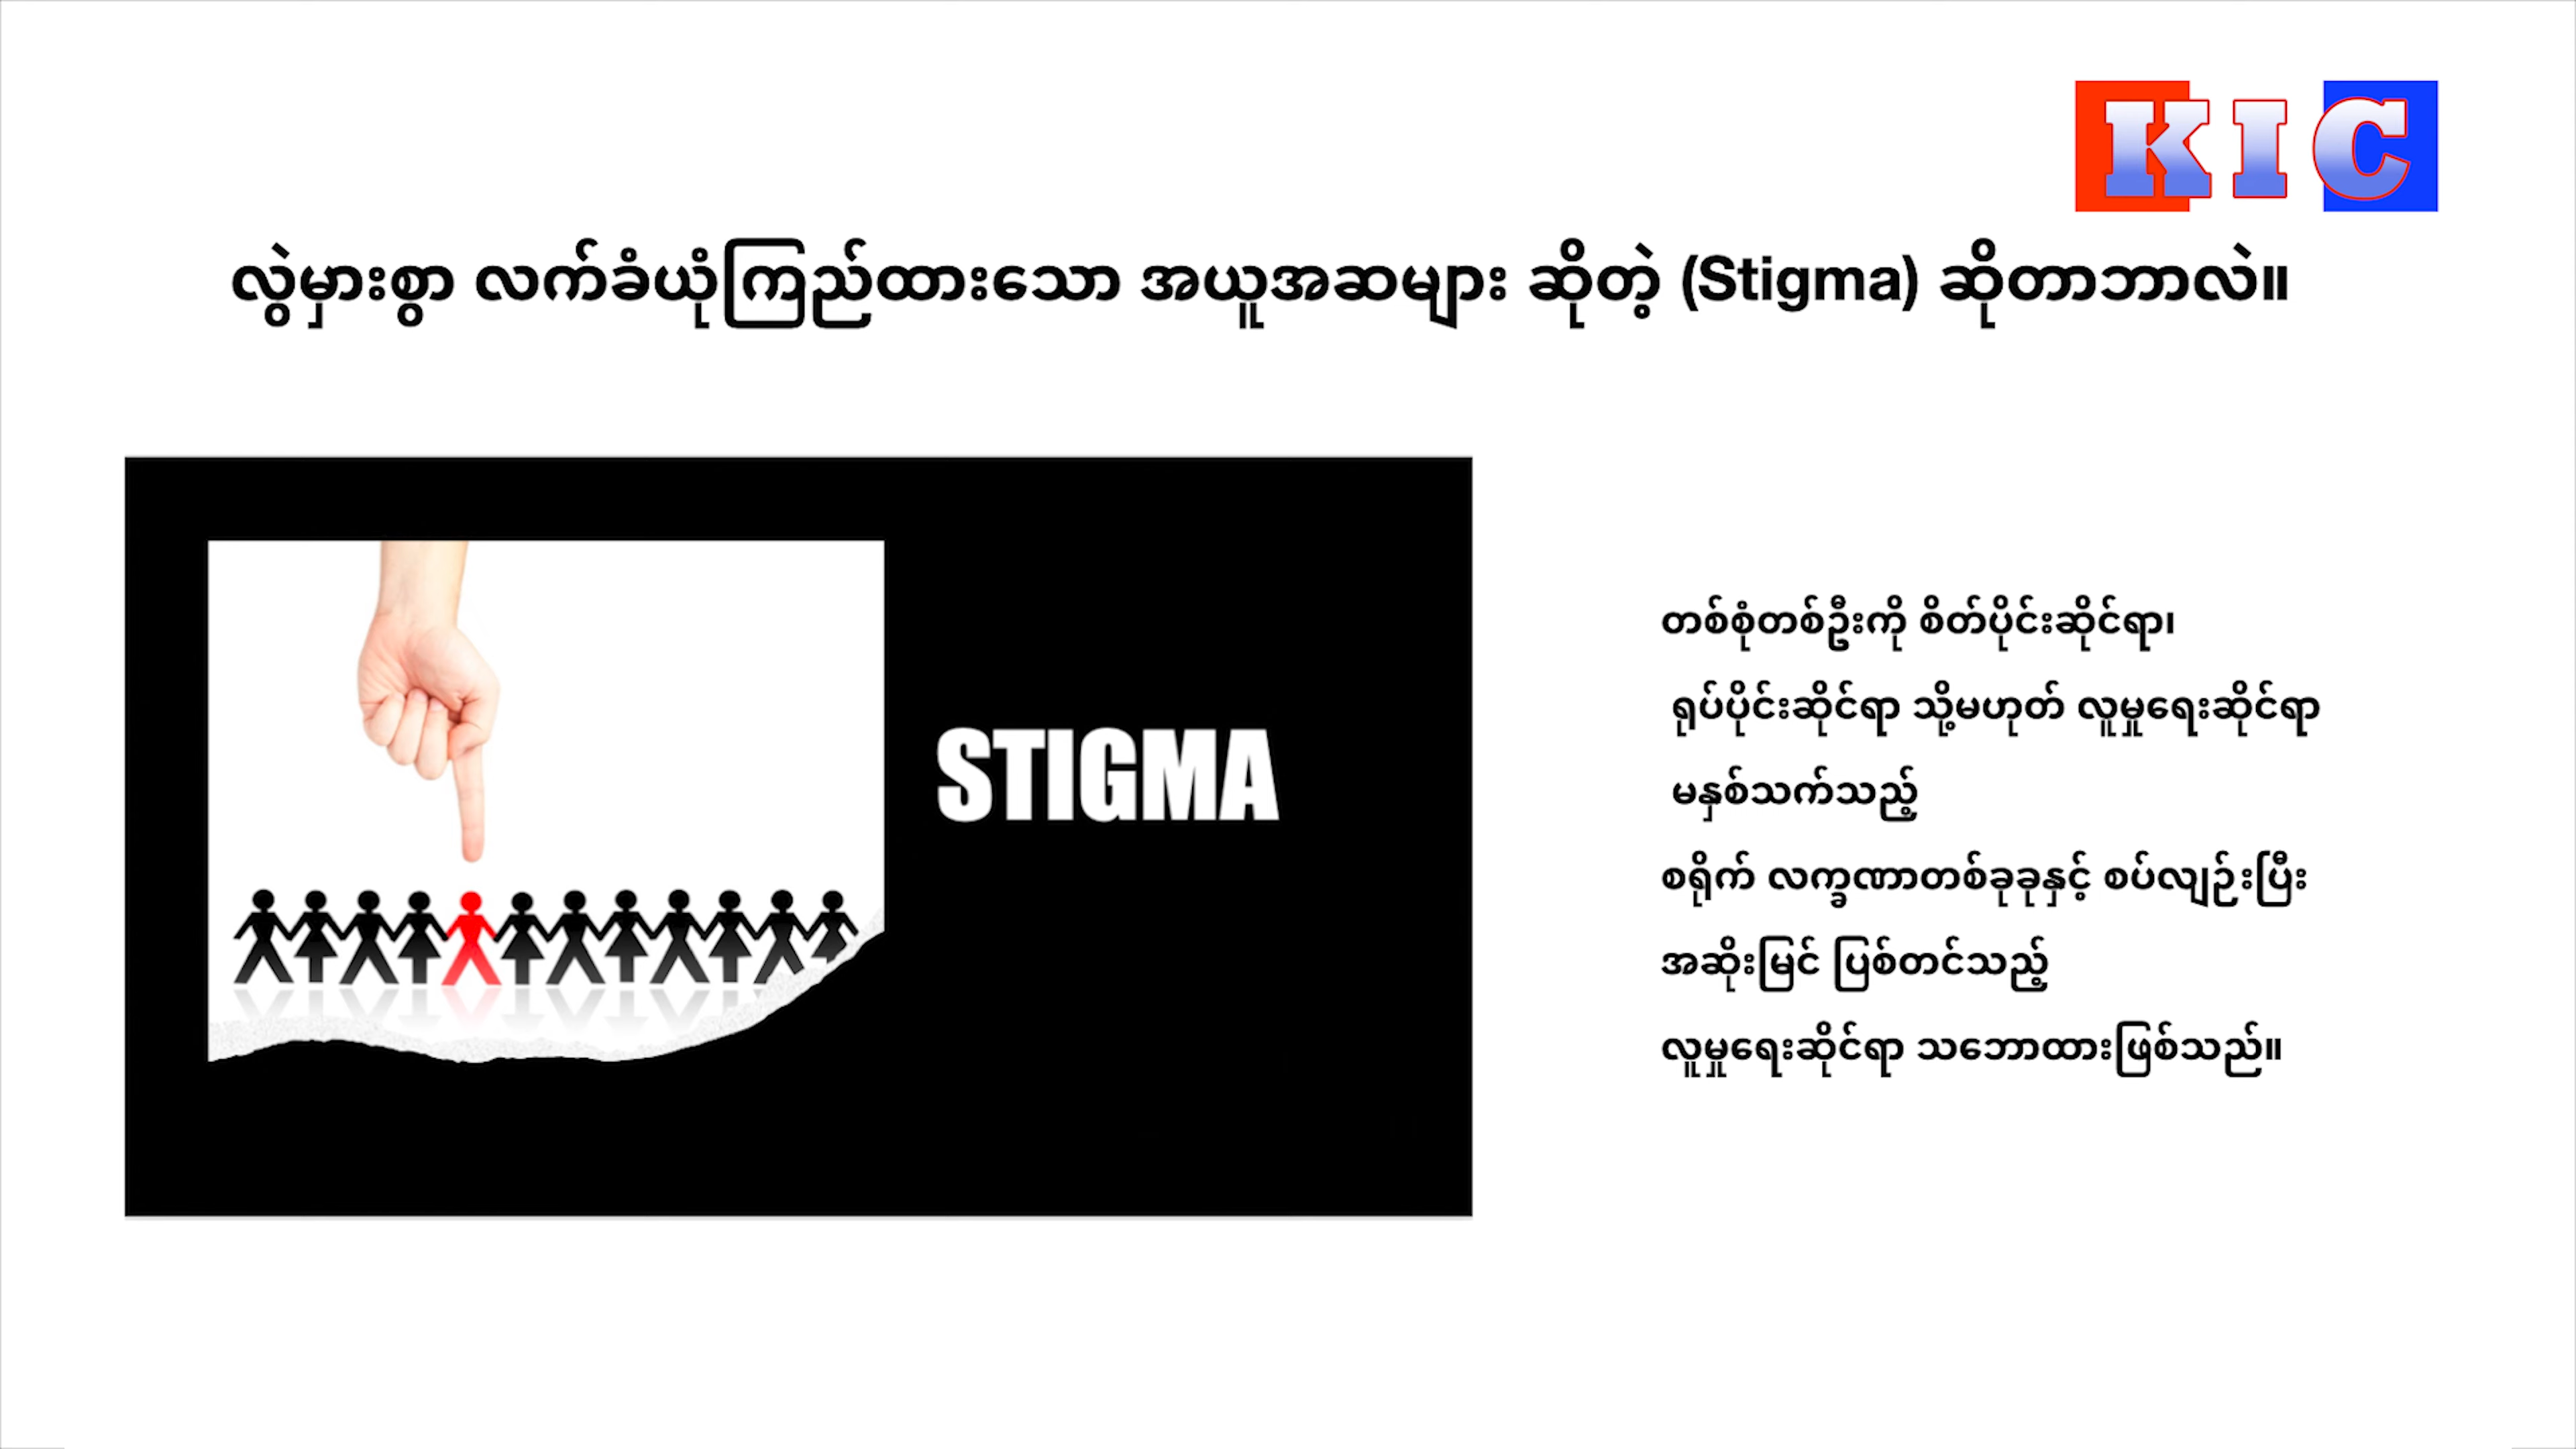 KIC
လွဲမှားစွာ လက်ခံယုံကြည်ထားသော အယူအဆများ ဆိုတဲ့ (Stigma) ဆိုတာဘာလဲ။
STIGMA
တစ်စုံတစ်ဦးကို စိတ်ပိုင်းဆိုင်ရာ၊
ရုပ်ပိုင်းဆိုင်ရာ သို့မဟုတ် လူမှုရေးဆိုင်ရာ
မနှစ်သက်သည့်
စရိုက် လက္ခဏာတစ်ခုခုနှင့် စပ်လျဉ်းပြီး
အဆိုးမြင် ပြစ်တင်သည့်
လူမှုရေးဆိုင်ရာ သဘောထားဖြစ်သည်။